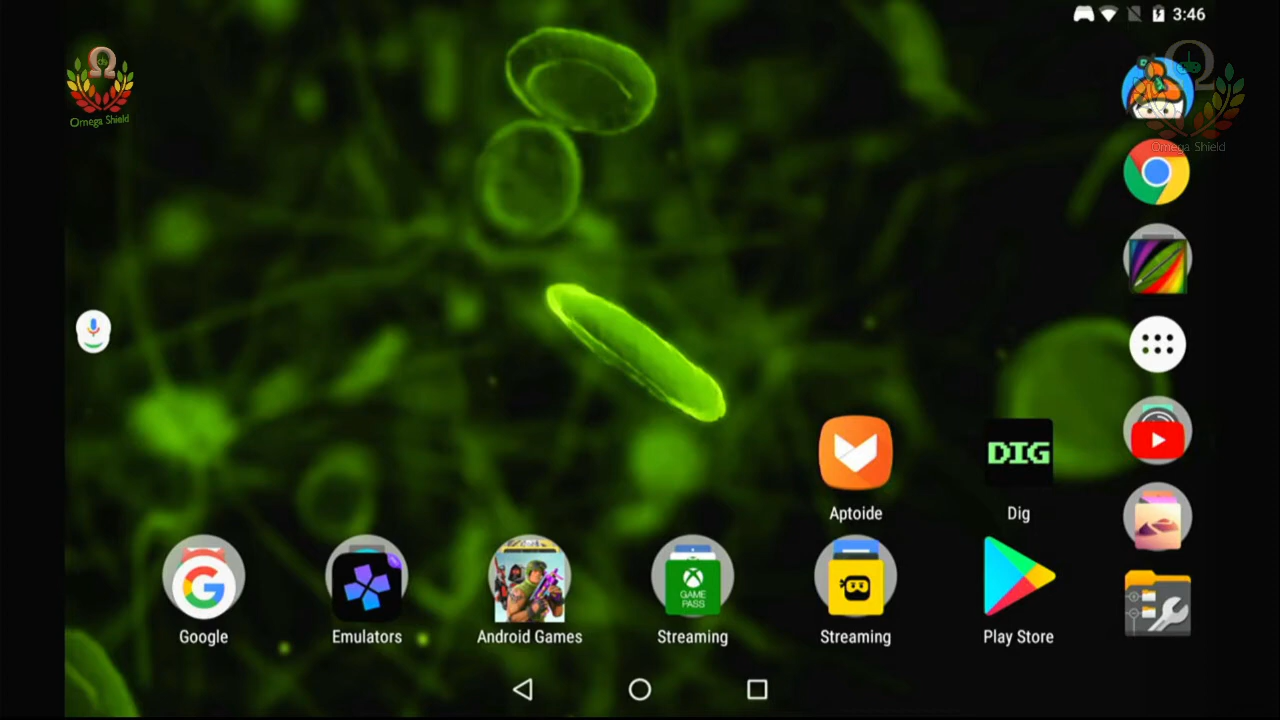 3:46
Omega Shield
Omega Shield
Aptoide
DIG
Dig
GAME
PASS
Google
Emulators
Android Games
Streaming
Streaming
Play Store